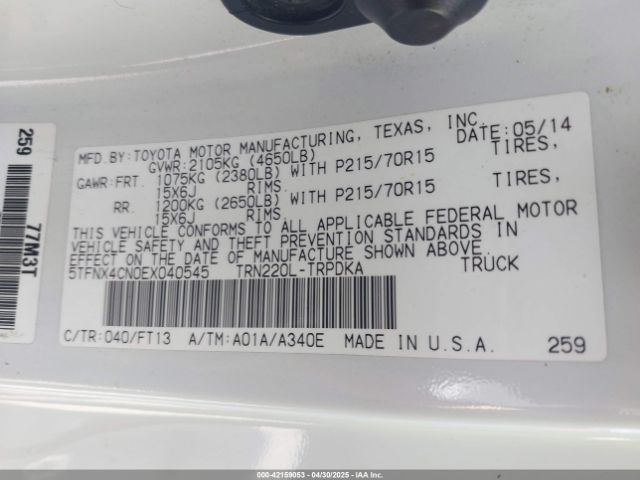 MFD.BY:TOYOTA MOTOR MANUFACTURING, TEXAS, INC. DATE:05/14
GVWR:2105KG (4650LB)
GAWR:FRT. 1075KG (2380LB) WITH P215/70R15 TIRES,
15X6J RIMS,
RR. 1200KG (2650LB) WITH P215/70R15 TIRES,
15X6J RIMS,
THIS VEHICLE CONFORMS TO ALL APPLICABLE FEDERAL MOTOR
VEHICLE SAFETY AND THEFT PREVENTION STANDARDS IN
EFFECT ON THE DATE OF MANUFACTURE SHOWN ABOVE.
5TFNX4CN0EX040545 TRN220L-TRPDKA TRUCK
C/TR:040/FT13 A/TM:A01A/A340E MADE IN U.S.A. 259
259
77M3T
000-42159053 - 04/30/2025 - IAAI.COM